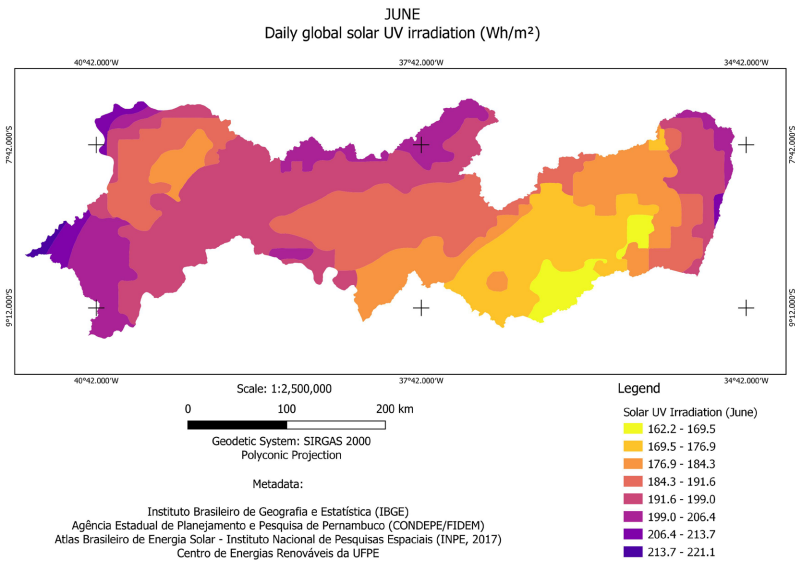 JUNE
Daily global solar UV irradiation (Wh/m²)
40°42.000'W 37°42.000'W 34°42.000'W
7°42.000'S 7°42.000'S
9°12.000'S 9°12.000'S
40°42.000'W 37°42.000'W 34°42.000'W
Scale: 1:2,500,000
0 100 200 km
Geodetic System: SIRGAS 2000
Polyconic Projection
Metadata:
Instituto Brasileiro de Geografia e Estatística (IBGE)
Agência Estadual de Planejamento e Pesquisa de Pernambuco (CONDEPE/FIDEM)
Atlas Brasileiro de Energia Solar - Instituto Nacional de Pesquisas Espaciais (INPE, 2017)
Centro de Energias Renováveis da UFPE
Legend
Solar UV Irradiation (June)
162.2 - 169.5
169.5 - 176.9
176.9 - 184.3
184.3 - 191.6
191.6 - 199.0
199.0 - 206.4
206.4 - 213.7
213.7 - 221.1